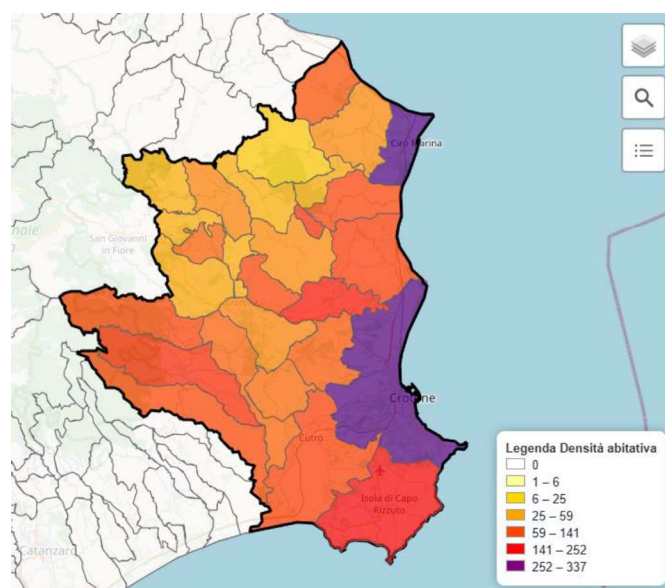 Cirò Marina
San Giovanni
in Fiore
Crotone
Cutro
Isola di Capo
Rizzuto
Catanzaro
Legenda Densità abitativa
0
1 – 6
6 – 25
25 – 59
59 – 141
141 – 252
252 – 337